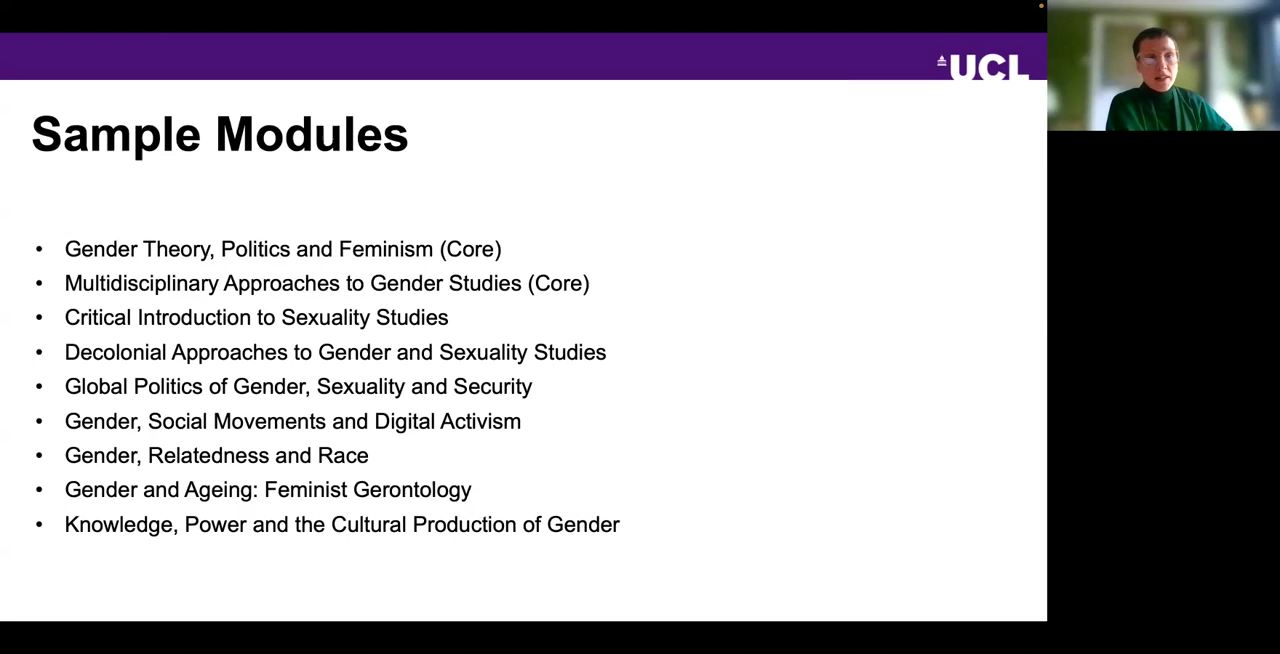 UCL
Sample Modules
• Gender Theory, Politics and Feminism (Core)
• Multidisciplinary Approaches to Gender Studies (Core)
• Critical Introduction to Sexuality Studies
• Decolonial Approaches to Gender and Sexuality Studies
• Global Politics of Gender, Sexuality and Security
• Gender, Social Movements and Digital Activism
• Gender, Relatedness and Race
• Gender and Ageing: Feminist Gerontology
• Knowledge, Power and the Cultural Production of Gender